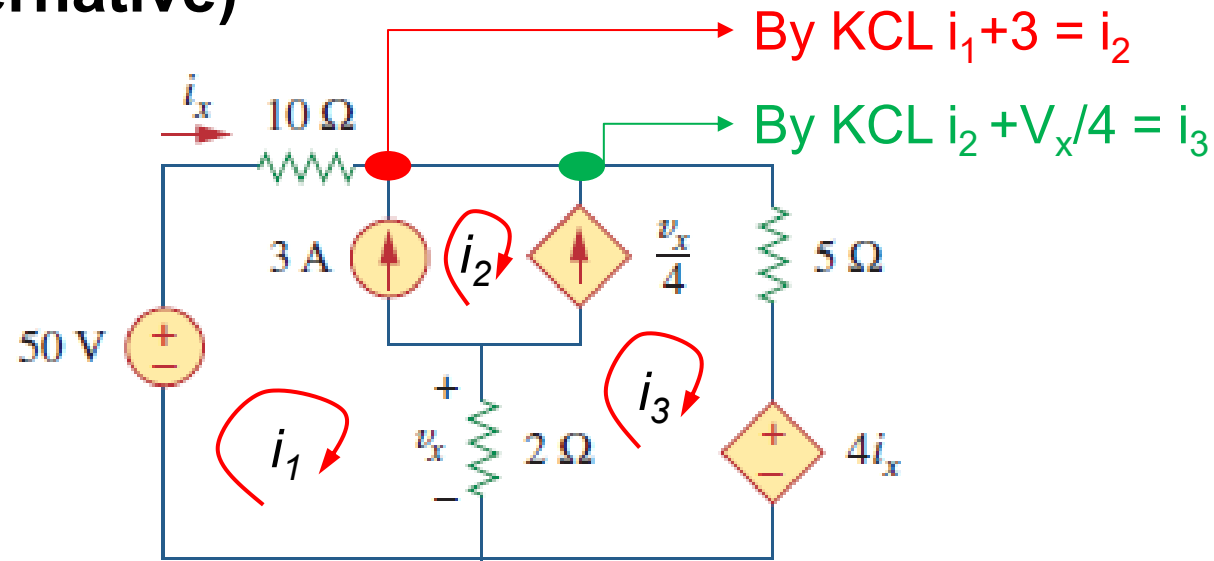 ernative)
By KCL i₁+3 = i₂
By KCL i₂ +Vₓ/4 = i₃
iₓ
10 Ω
3 A
i₂
vₓ/4
5 Ω
50 V
+
−
+
vₓ
−
2 Ω
i₁
i₃
+
−
4iₓ